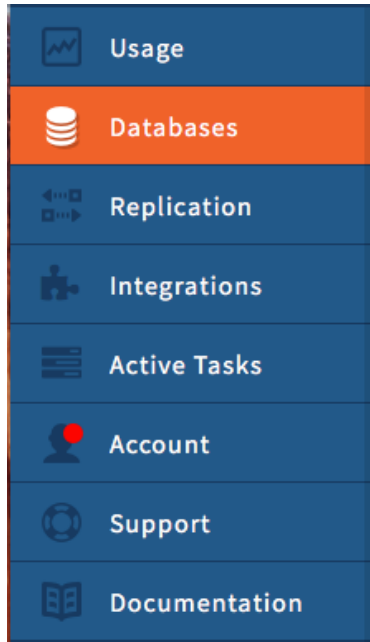 Usage
Databases
Replication
Integrations
Active Tasks
Account
Support
Documentation